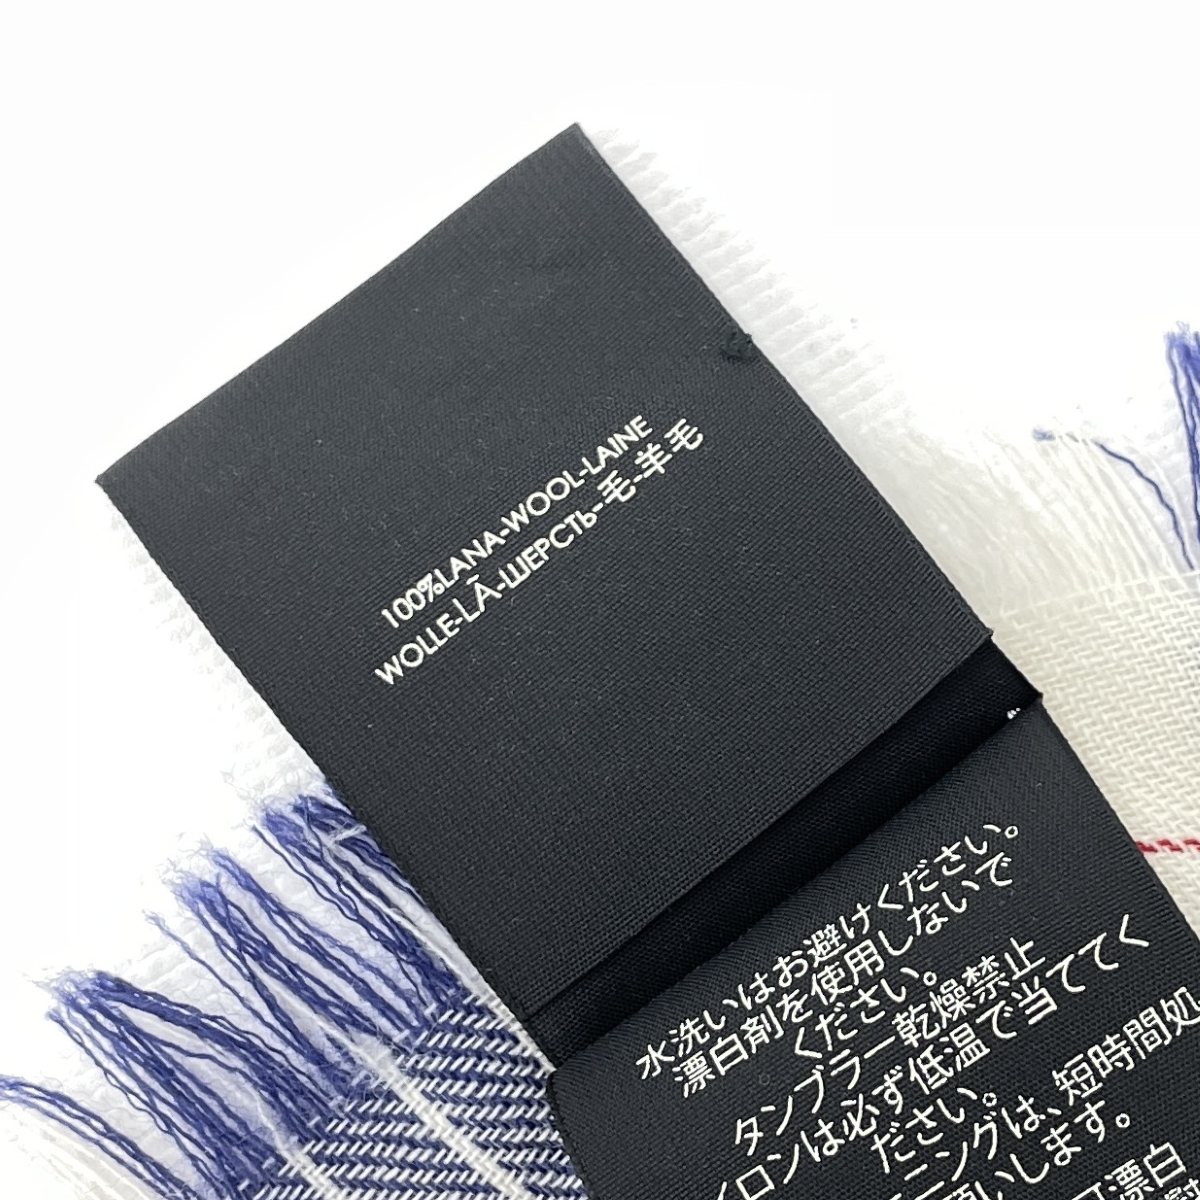 100%LANA-WOOL-LAINE
WOLLE-LÃ-ШЕРСТЬ-毛-羊毛
水洗いはお避けください。
漂白剤を使用しないで
ください。
タンブラー乾燥禁止
イロンは必ず低温で当ててく
ださい。
ニングは、短時間処
いします。
漂白